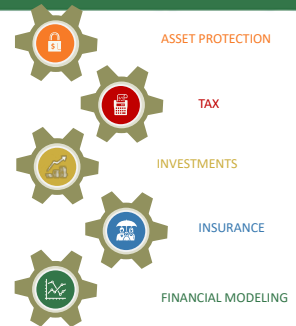 ASSET PROTECTION
TAX
INVESTMENTS
INSURANCE
FINANCIAL MODELING